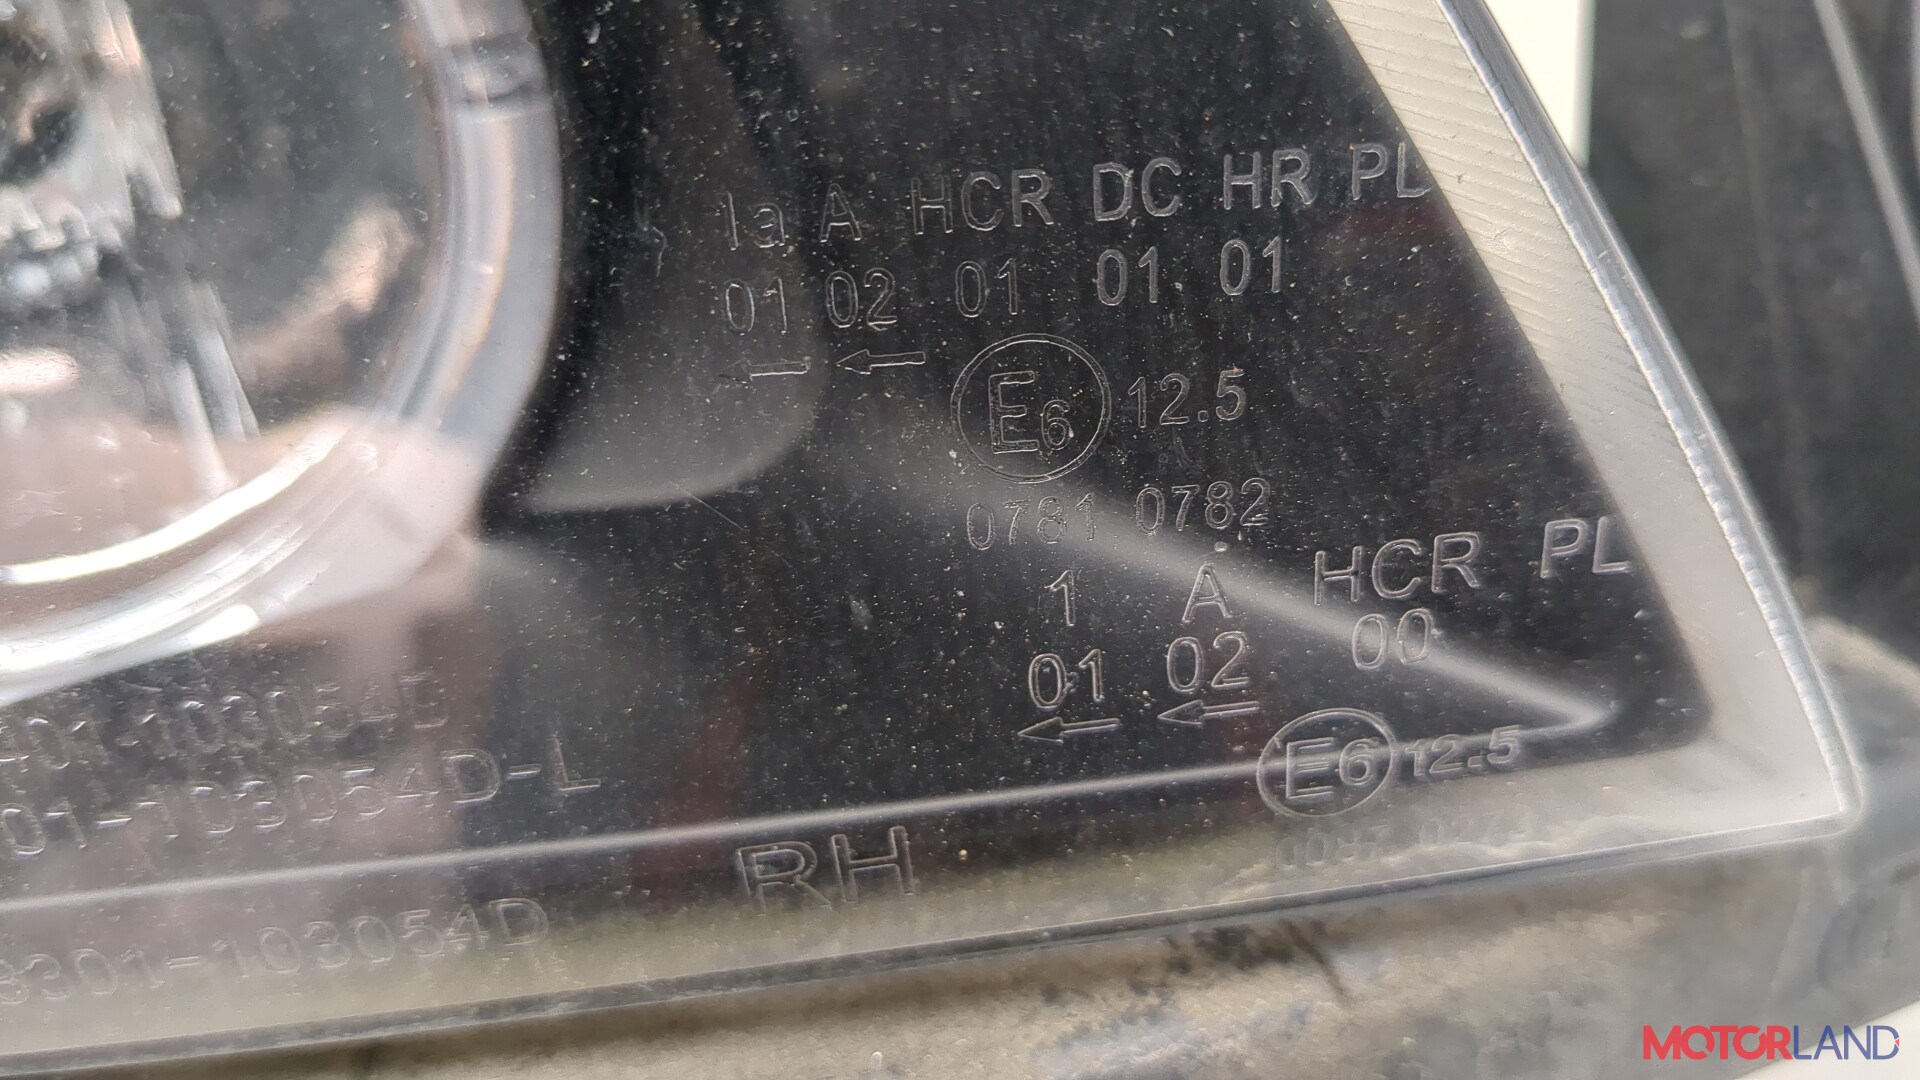 1a A HCR DC HR PL
01 02 01 01 01
← ←
E6 12.5
0781 0782
1 A HCR PL
01 02 00
← ←
E6 12.5
01-103054D-L
RH
8301-103054D
MOTORLAND